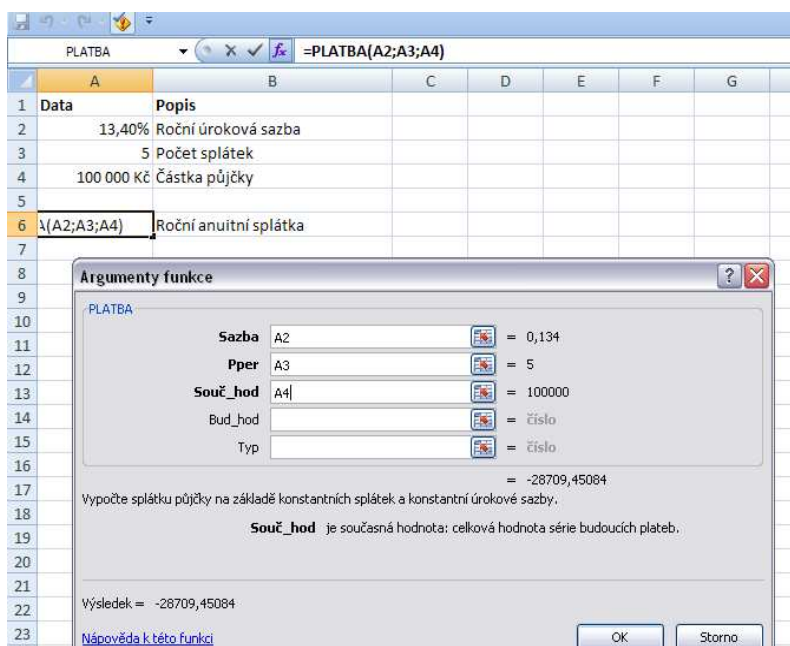 PLATBA fx =PLATBA(A2;A3;A4)
A B C D E F G
1 Data Popis
2 13,40% Roční úroková sazba
3 5 Počet splátek
4 100 000 Kč Částka půjčky
5
6 (A2;A3;A4) Roční anuitní splátka
7
8 Argumenty funkce ?
9 PLATBA
10 Sazba A2 = 0,134
11
12 Pper A3 = 5
13 Souč_hod A4 = 100000
14 Bud_hod = číslo
15 Typ = číslo
16
17 = -28709,45084
Vypočte splátku půjčky na základě konstantních splátek a konstantní úrokové sazby.
18
19 Souč_hod je současná hodnota: celková hodnota série budoucích plateb.
20
21
22 Výsledek = -28709,45084
23 Nápověda k této funkci OK Storno